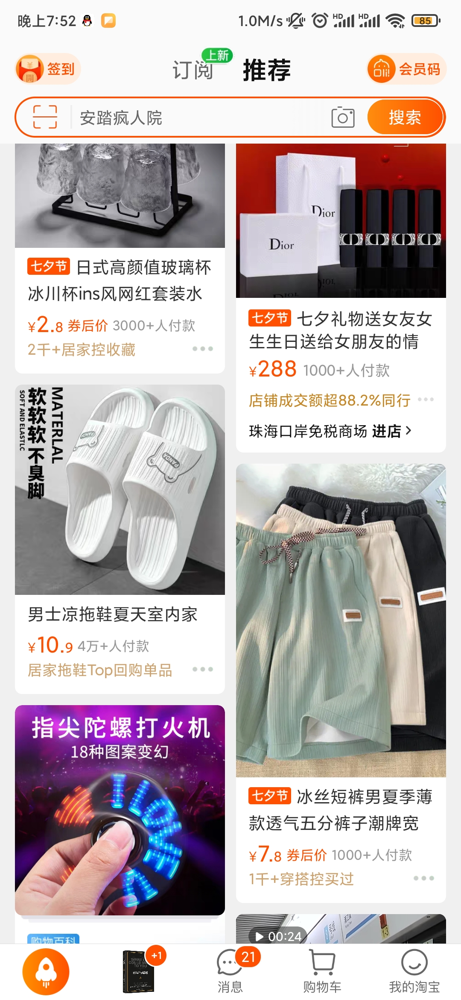 晚上7:52
1.0M/s
HD
HD
85
签到
订阅
上新
推荐
会员码
安踏疯人院
搜索
七夕节 日式高颜值玻璃杯
冰川杯ins风网红套装水
¥2.8 券后价 3000+人付款
2千+居家控收藏
Dior
Dior
七夕节 七夕礼物送女友女
生生日送给女朋友的情
¥288 1000+人付款
店铺成交额超88.2%同行
珠海口岸免税商场 进店
MATERLAL
软软软 不臭脚
SOFT AND ELASTLC
PANDA
PANDA
男士凉拖鞋夏天室内家
¥10.9 4万+人付款
居家拖鞋Top回购单品
七夕节 冰丝短裤男夏季薄
款透气五分裤子潮牌宽
¥7.8 券后价 1000+人付款
1千+穿搭控买过
指尖陀螺打火机
18种图案变幻
购物百科
00:24
1-3
+1
21
消息
购物车
我的淘宝